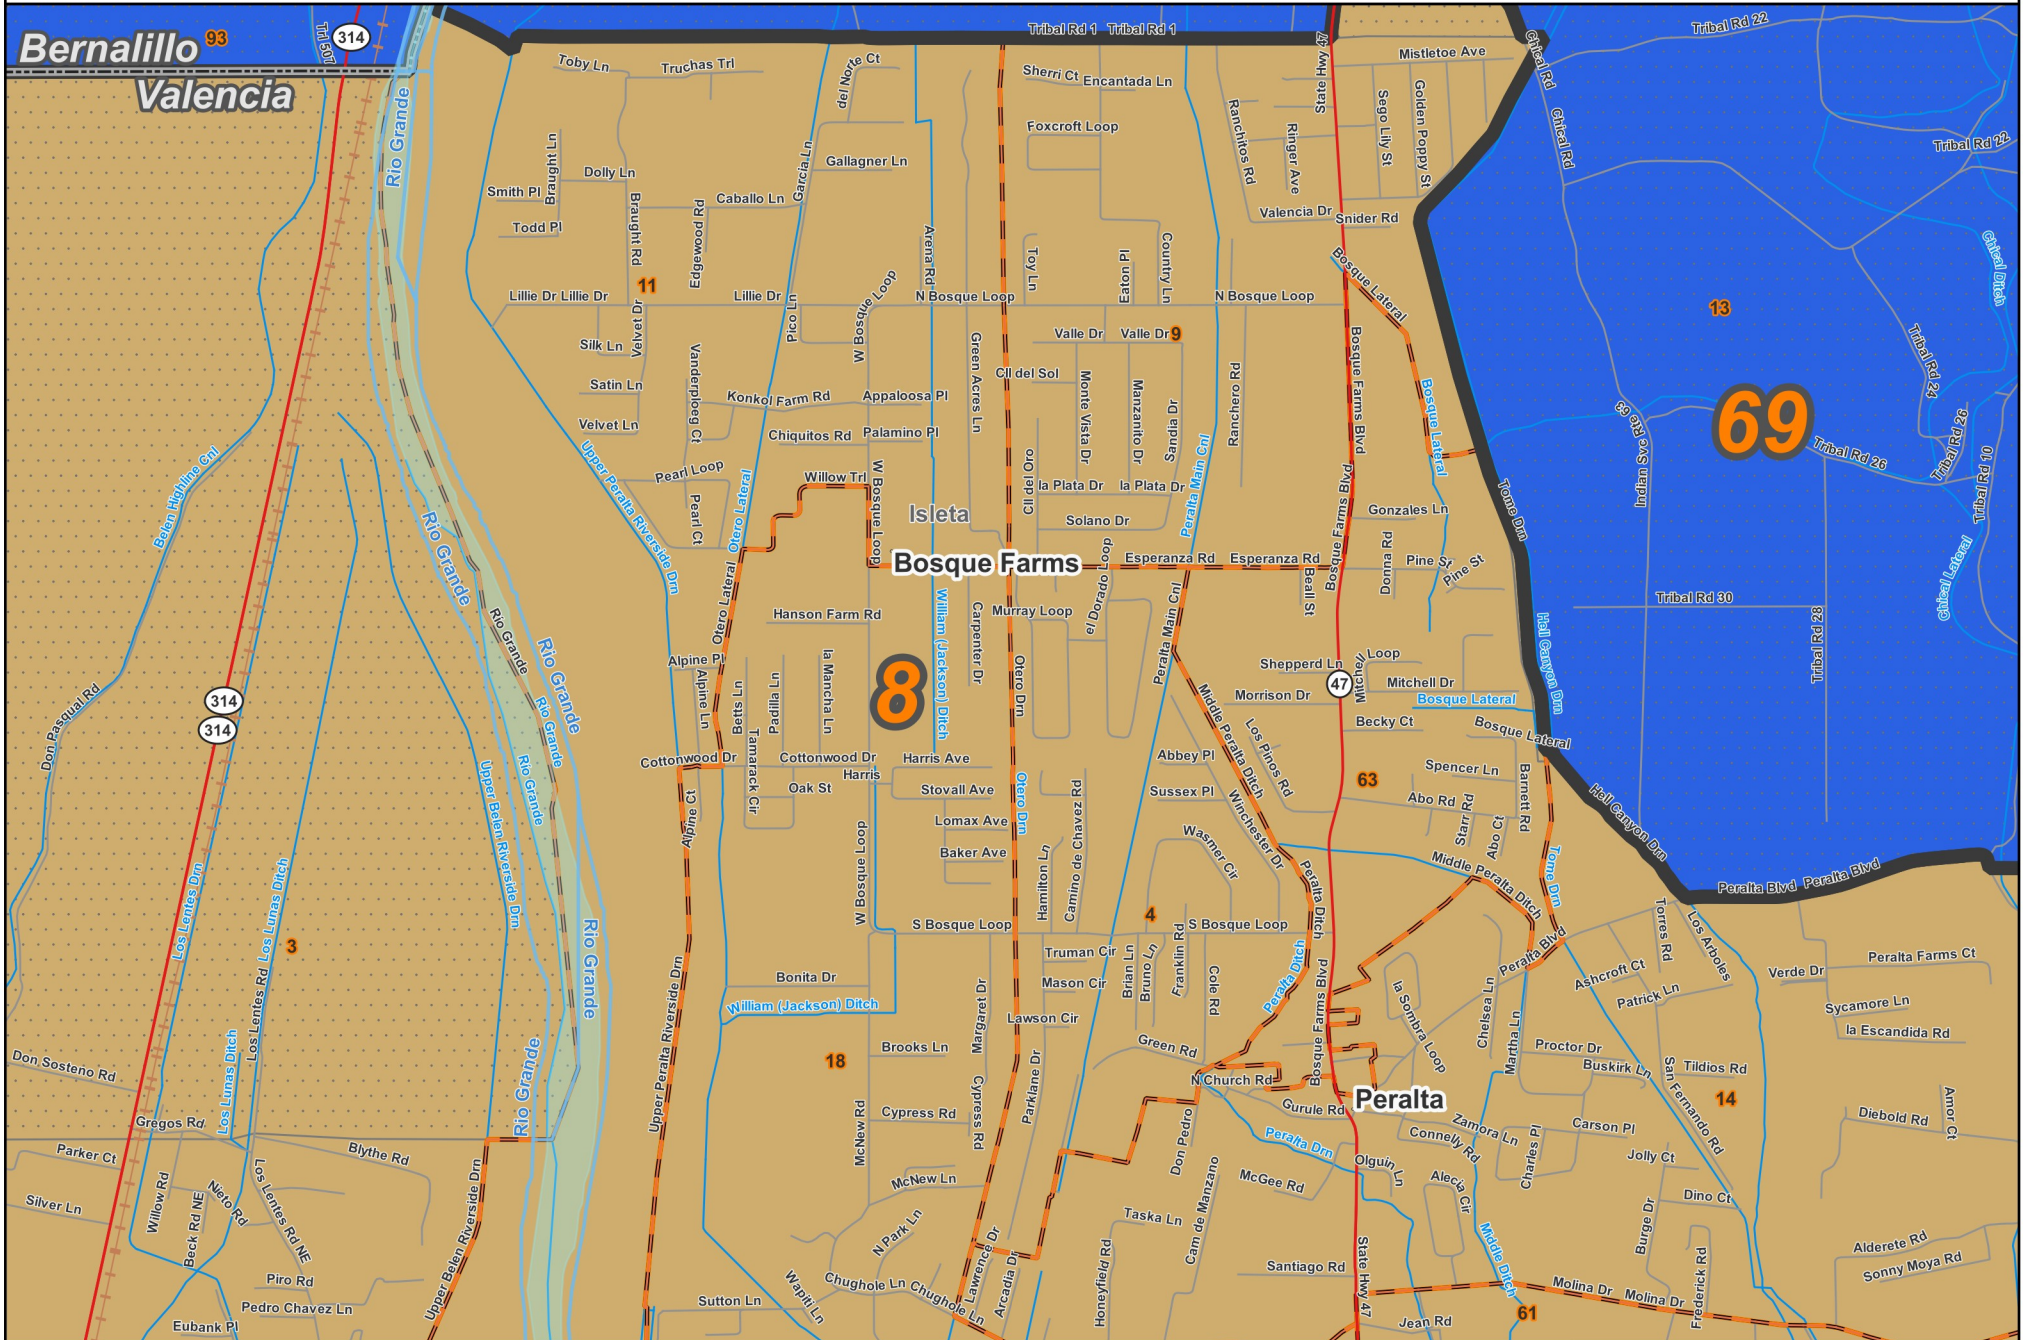 Bernalillo
93
Valencia
Trl 507
314
Rio Grande
Tribal Rd 1
Tribal Rd 1
State Hwy 47
Chical Rd
Tribal Rd 22
Toby Ln
Truchas Trl
del Norte Ct
Sherri Ct
Encantada Ln
Mistletoe Ave
Sego Lily St
Golden Poppy St
Chical Rd
Tribal Rd 22
Foxcroft Loop
Ranchitos Rd
Ringer Ave
Braught Ln
Dolly Ln
Garcia Ln
Gallagner Ln
Smith Pl
Todd Pl
Braught Rd
Edgewood Rd
Caballo Ln
Valencia Dr
Snider Rd
Arena Rd
Toy Ln
Eaton Pl
Country Ln
Bosque Lateral
Chical Ditch
11
Lillie Dr
Lillie Dr
Lillie Dr
Pico Ln
W Bosque Loop
N Bosque Loop
N Bosque Loop
13
Silk Ln
Velvet Dr
Valle Dr
Valle Dr
9
Bosque Farms Blvd
Green Acres Ln
Vanderploeg Ct
Satin Ln
Konkol Farm Rd
Appaloosa Pl
Cll del Sol
Monte Vista Dr
Manzanito Dr
Sandia Dr
Ranchero Rd
Bosque Lateral
Indian Svc Rte 63
69
Tribal Rd 24
Tribal Rd 26
Tribal Rd 26
Tribal Rd 10
Velvet Ln
Chiquitos Rd
Palamino Pl
Belen Highline Cnl
Upper Peralta Riverside Drn
Pearl Loop
Pearl Ct
Otero Lateral
Willow Trl
W Bosque Loop
Cll del Oro
la Plata Dr
la Plata Dr
Peralta Main Cnl
Solano Dr
Gonzales Ln
Tome Drn
Isleta
Bosque Farms
Esperanza Rd
Esperanza Rd
Bosque Farms Blvd
Donna Rd
Pine St
Pine St
Beall St
Chical Lateral
Rio Grande
Otero Lateral
Hanson Farm Rd
William (Jackson) Ditch
Carpenter Dr
Murray Loop
el Dorado Loop
Peralta Main Cnl
Tribal Rd 30
Tribal Rd 28
Rio Grande
Rio Grande
Alpine Pl
Alpine Ln
Betts Ln
Padilla Ln
la Mancha Ln
8
Otero Drn
Shepperd Ln
Mitchell Loop
47
Mitchell Dr
Bosque Lateral
Hell Canyon Drn
Morrison Dr
Middle Peralta Ditch
Los Pinos Rd
Becky Ct
Bosque Lateral
Don Pasqual Rd
314
314
Rio Grande
Rio Grande
Upper Belen Riverside Drn
Cottonwood Dr
Tamarack Cir
Cottonwood Dr
Harris
Harris Ave
Oak St
Stovall Ave
Otero Drn
Abbey Pl
Sussex Pl
63
Spencer Ln
Abo Rd
Starr Rd
Abo Ct
Barnett Rd
Hell Canyon Drn
Alpine Ct
W Bosque Loop
Lomax Ave
Baker Ave
Hamilton Ln
Camino de Chavez Rd
Wasmer Cir
Winchester Dr
Middle Peralta Ditch
Tome Drn
Peralta Blvd
Peralta Blvd
Los Lentes Drn
Los Lunas Ditch
3
Rio Grande
S Bosque Loop
4
S Bosque Loop
Peralta Ditch
Peralta Ditch
Truman Cir
Brian Ln
Bruno Ln
Franklin Rd
Cole Rd
Peralta Blvd
Torres Rd
Los Arboles
Ashcroft Ct
Patrick Ln
Verde Dr
Peralta Farms Ct
Sycamore Ln
la Escandida Rd
Bonita Dr
William (Jackson) Ditch
Upper Peralta Riverside Drn
Margaret Dr
Mason Cir
Lawson Cir
Bosque Farms Blvd
la Sombra Loop
Chelsea Ln
Martha Ln
Los Lentes Rd
Los Lunas Ditch
Don Sosteno Rd
18
Brooks Ln
Green Rd
N Church Rd
Proctor Dr
Buskirk Ln
Tildios Rd
San Fernando Rd
14
Peralta
Parklane Dr
Cypress Rd
Cypress Rd
McNew Rd
Gurule Rd
Peralta Drn
Don Pedro
Zamora Ln
Connelly Rd
Carson Pl
Charles Pl
Diebold Rd
Amor Ct
Gregos Rd
Parker Ct
Blythe Rd
Rio Grande
Silver Ln
Willow Rd
Beck Rd NE
Nieto Rd
Los Lentes Rd NE
Upper Belen Riverside Drn
McNew Ln
N Park Ln
McGee Rd
Olguin Ln
Alecia Cir
Jolly Ct
Dino Ct
Burge Dr
Taska Ln
Cam de Manzano
Honeyfield Rd
Lawrence Dr
Arcadia Dr
Santiago Rd
State Hwy 47
Middle Ditch
Alderete Rd
Sonny Moya Rd
Piro Rd
Pedro Chavez Ln
Eubank Pl
Sutton Ln
Wapiti Ln
Chughole Ln
Chughole Ln
Molina Dr
Molina Dr
Frederick Rd
Jean Rd
61